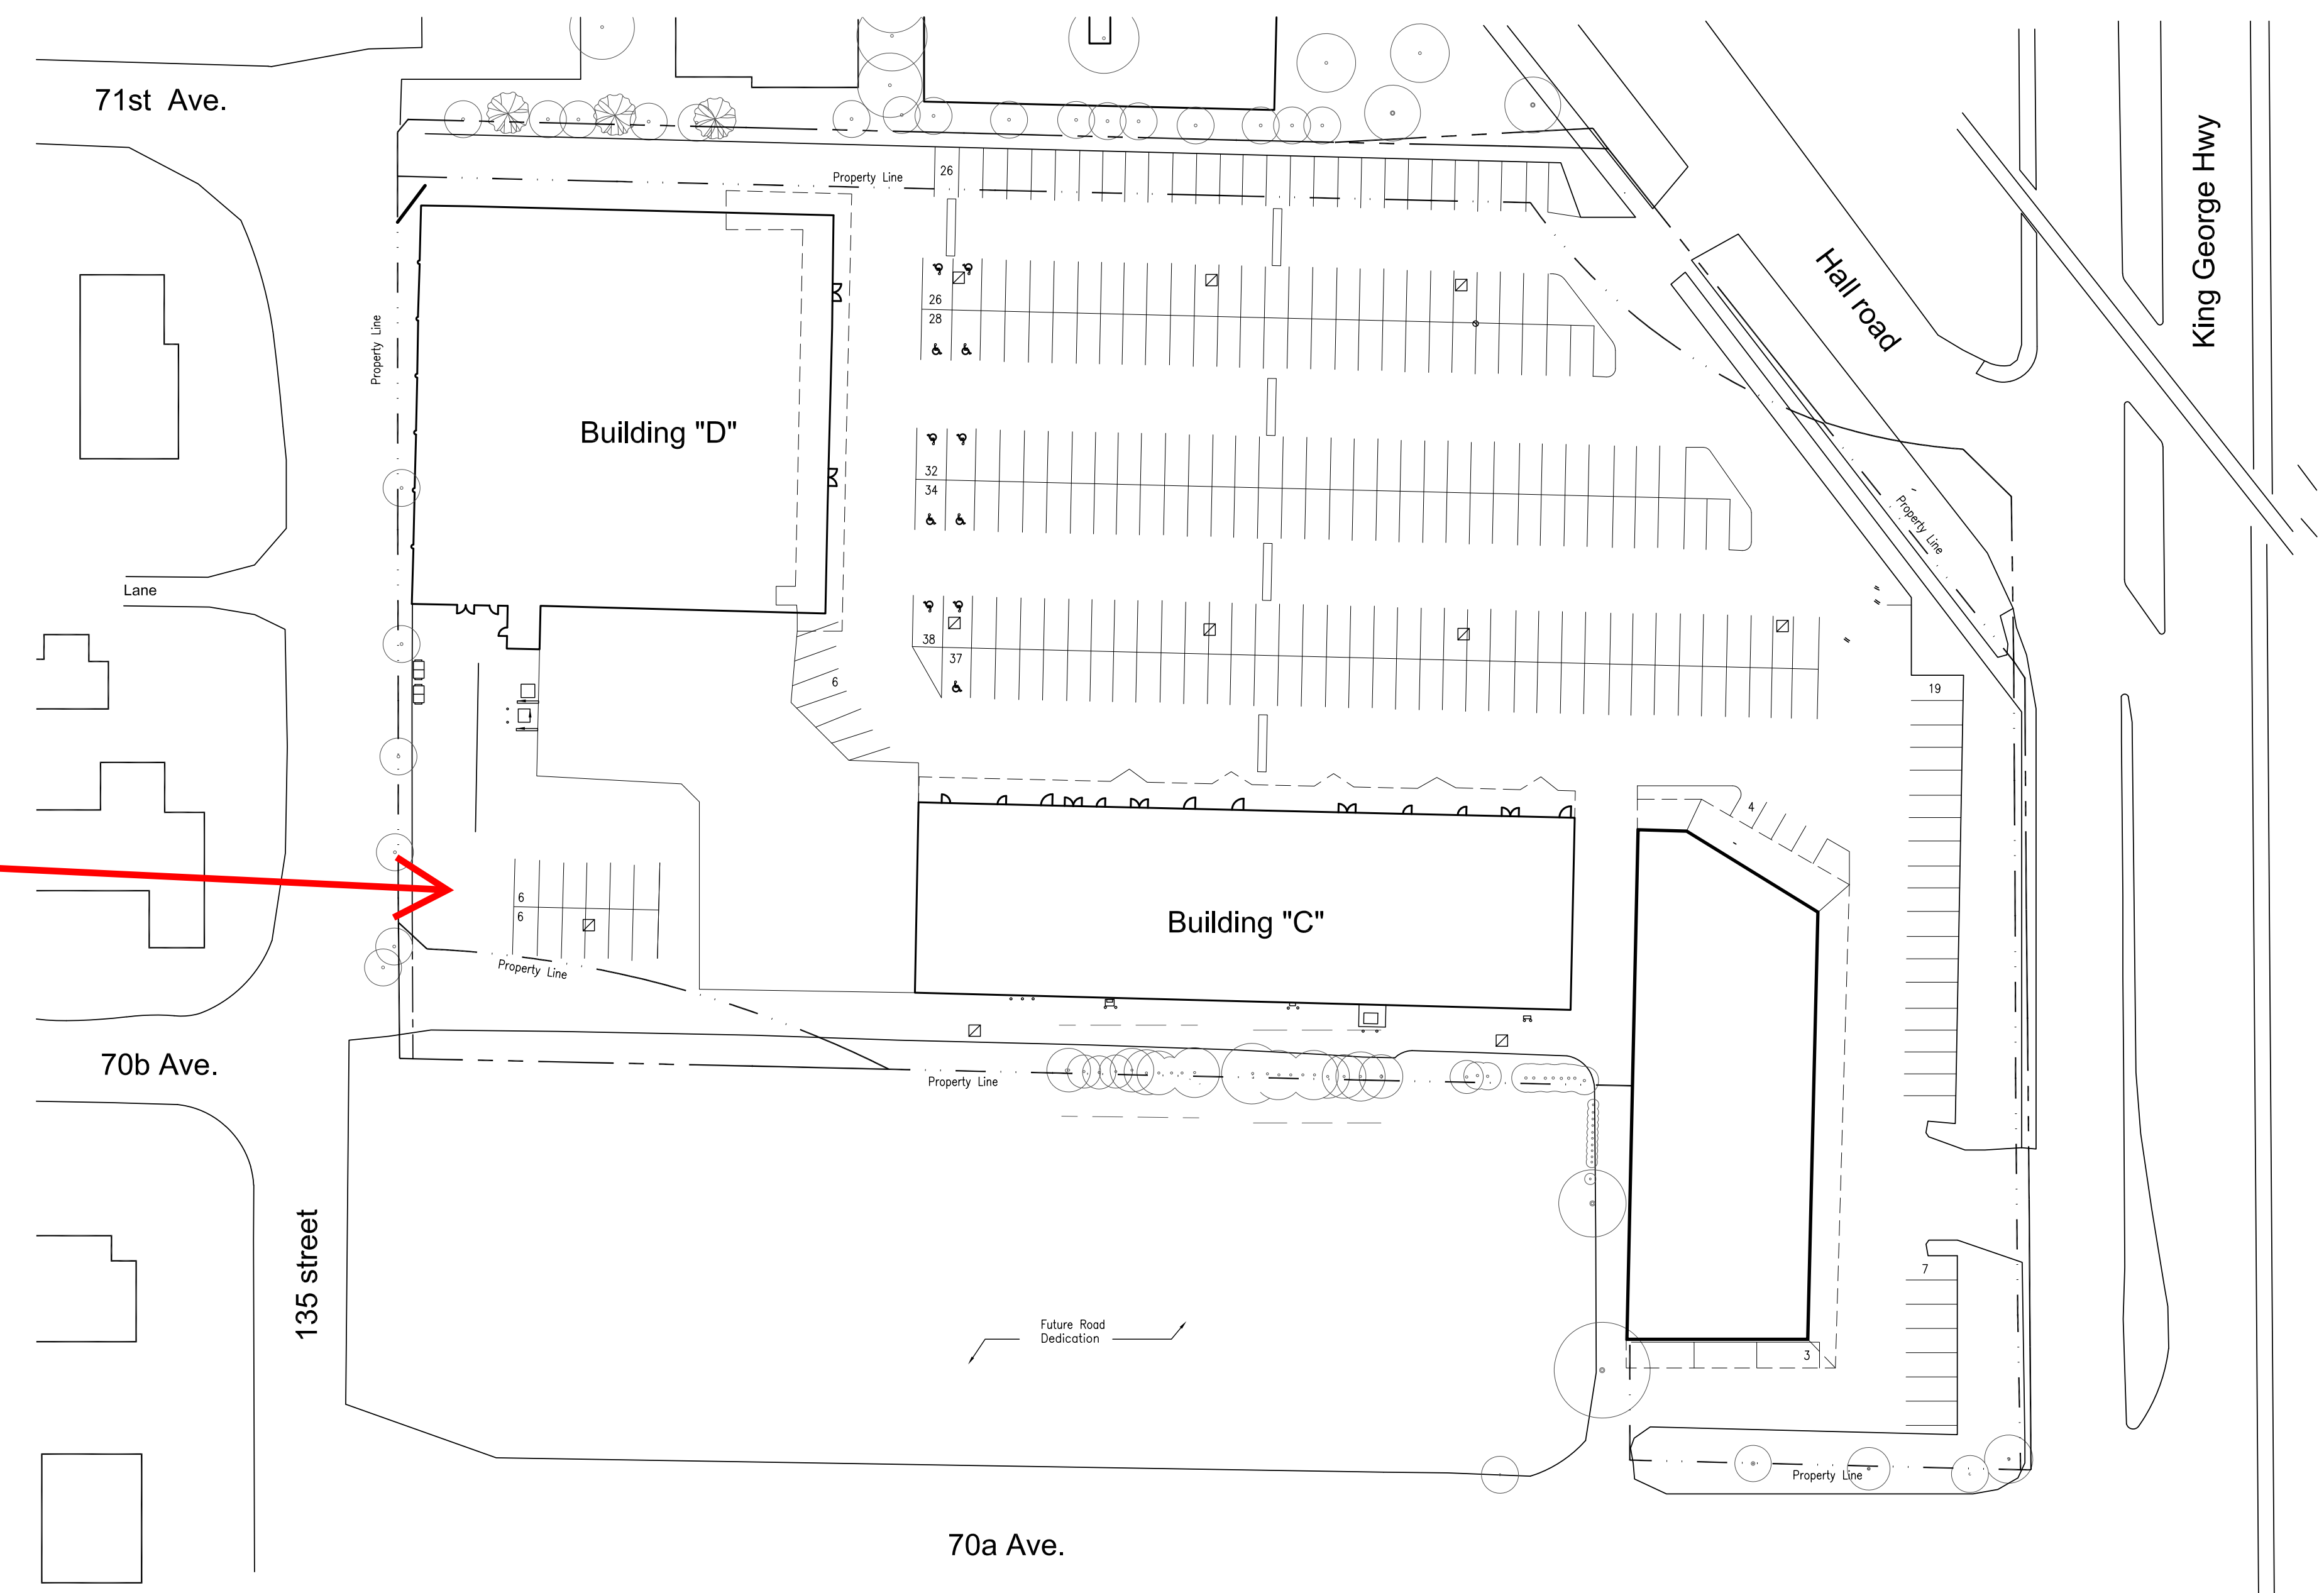 71st Ave.
King George Hwy
Property Line
26
Hall road
26
28
Property Line
Building "D"
32
34
Property Line
Lane
38
37
6
19
4
6
6
Building "C"
Property Line
70b Ave.
Property Line
135 street
7
Future Road
Dedication
3
Property Line
70a Ave.